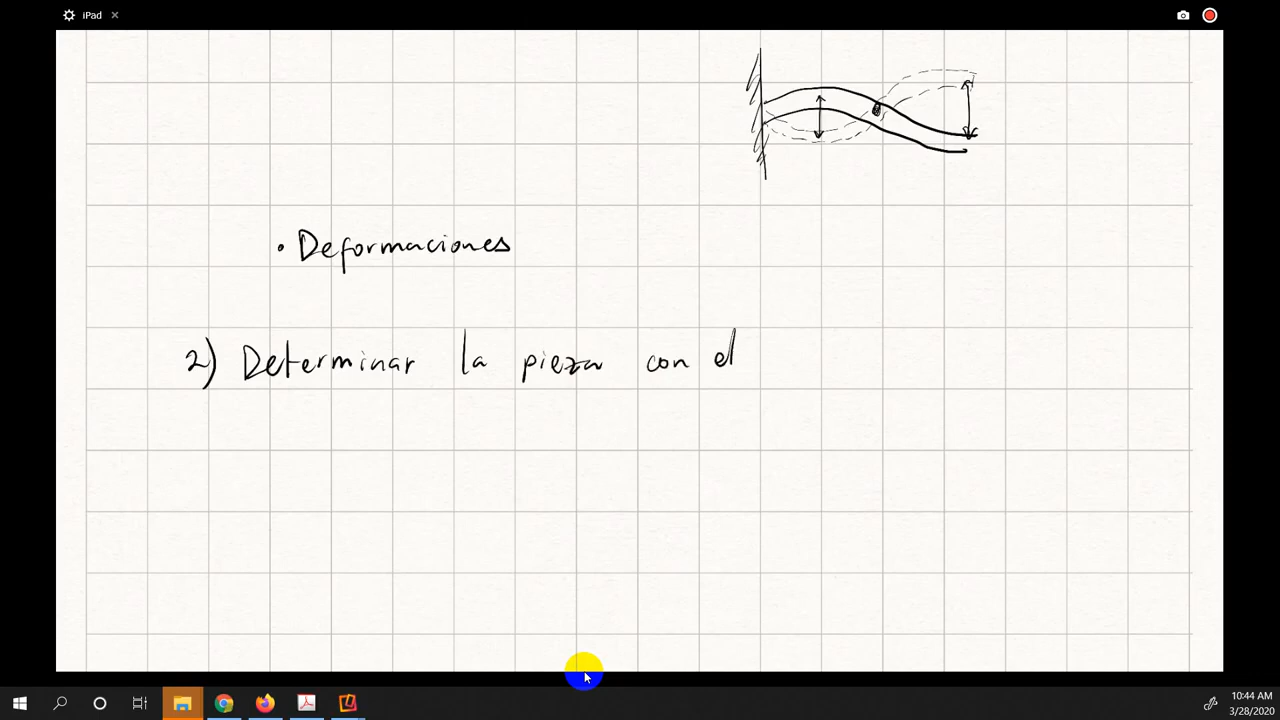 iPad
• Deformaciones
2) Determinar la pieza con el
10:44 AM
3/28/2020